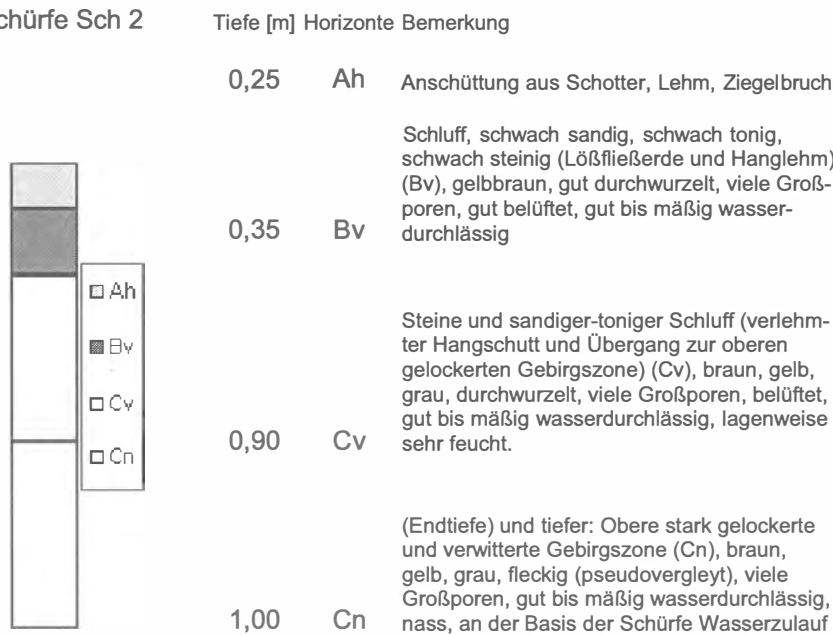 Sch 2
Tiefe [m] Horizonte Bemerkung
0,25 Ah Anschüttung aus Schotter, Lehm, Ziegelbruch
Schluff, schwach sandig, schwach tonig,
schwach steinig (Lößfließerde und Hanglehm)
(Bv), gelbbraun, gut durchwurzelt, viele Groß-
poren, gut belüftet, gut bis mäßig wasser-
0,35 Bv durchlässig
Ah
Bv
Cv
Cn
Steine und sandiger-toniger Schluff (verlehm-
ter Hangschutt und Übergang zur oberen
gelockerten Gebirgszone) (Cv), braun, gelb,
grau, durchwurzelt, viele Großporen, belüftet,
gut bis mäßig wasserdurchlässig, lagenweise
0,90 Cv sehr feucht.
(Endtiefe) und tiefer: Obere stark gelockerte
und verwitterte Gebirgszone (Cn), braun,
gelb, grau, fleckig (pseudovergleyt), viele
Großporen, gut bis mäßig wasserdurchlässig,
1,00 Cn nass, an der Basis der Schürfe Wasserzulauf